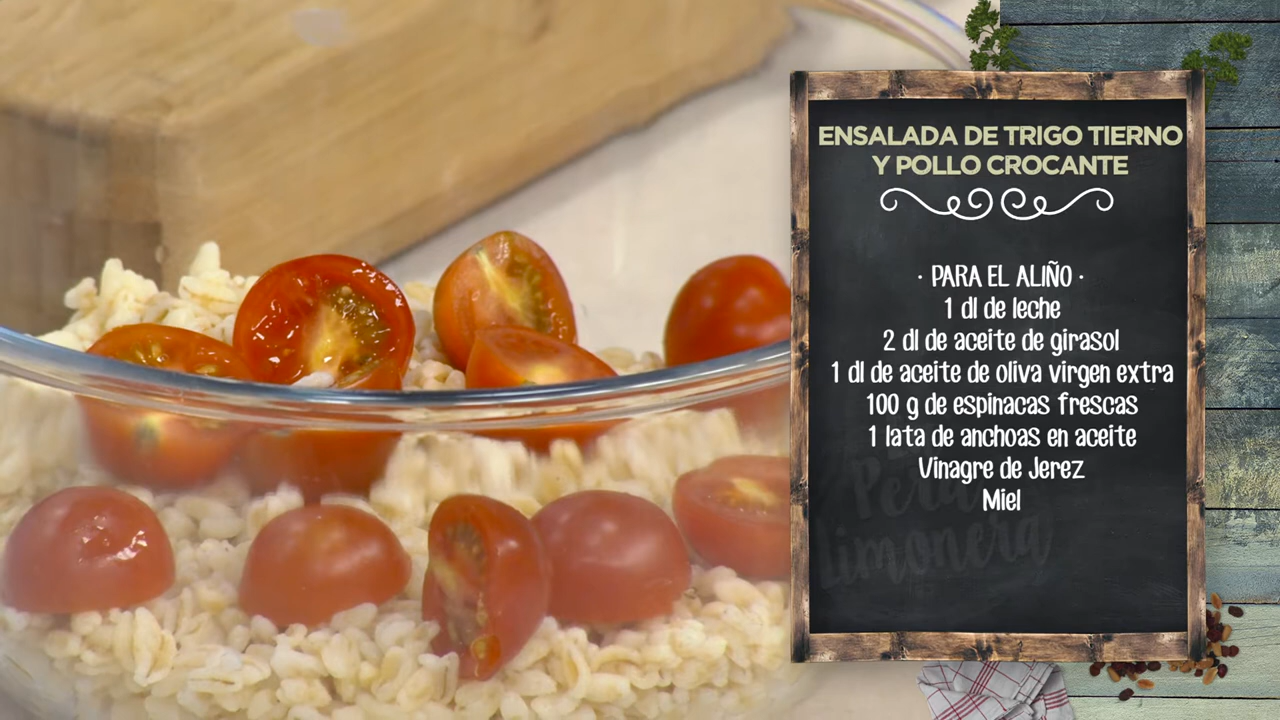 ENSALADA DE TRIGO TIERNO
Y POLLO CROCANTE
· PARA EL ALIÑO ·
1 dl de leche
2 dl de aceite de girasol
1 dl de aceite de oliva virgen extra
100 g de espinacas frescas
1 lata de anchoas en aceite
Vinagre de Jerez
Miel
Pera
limonera